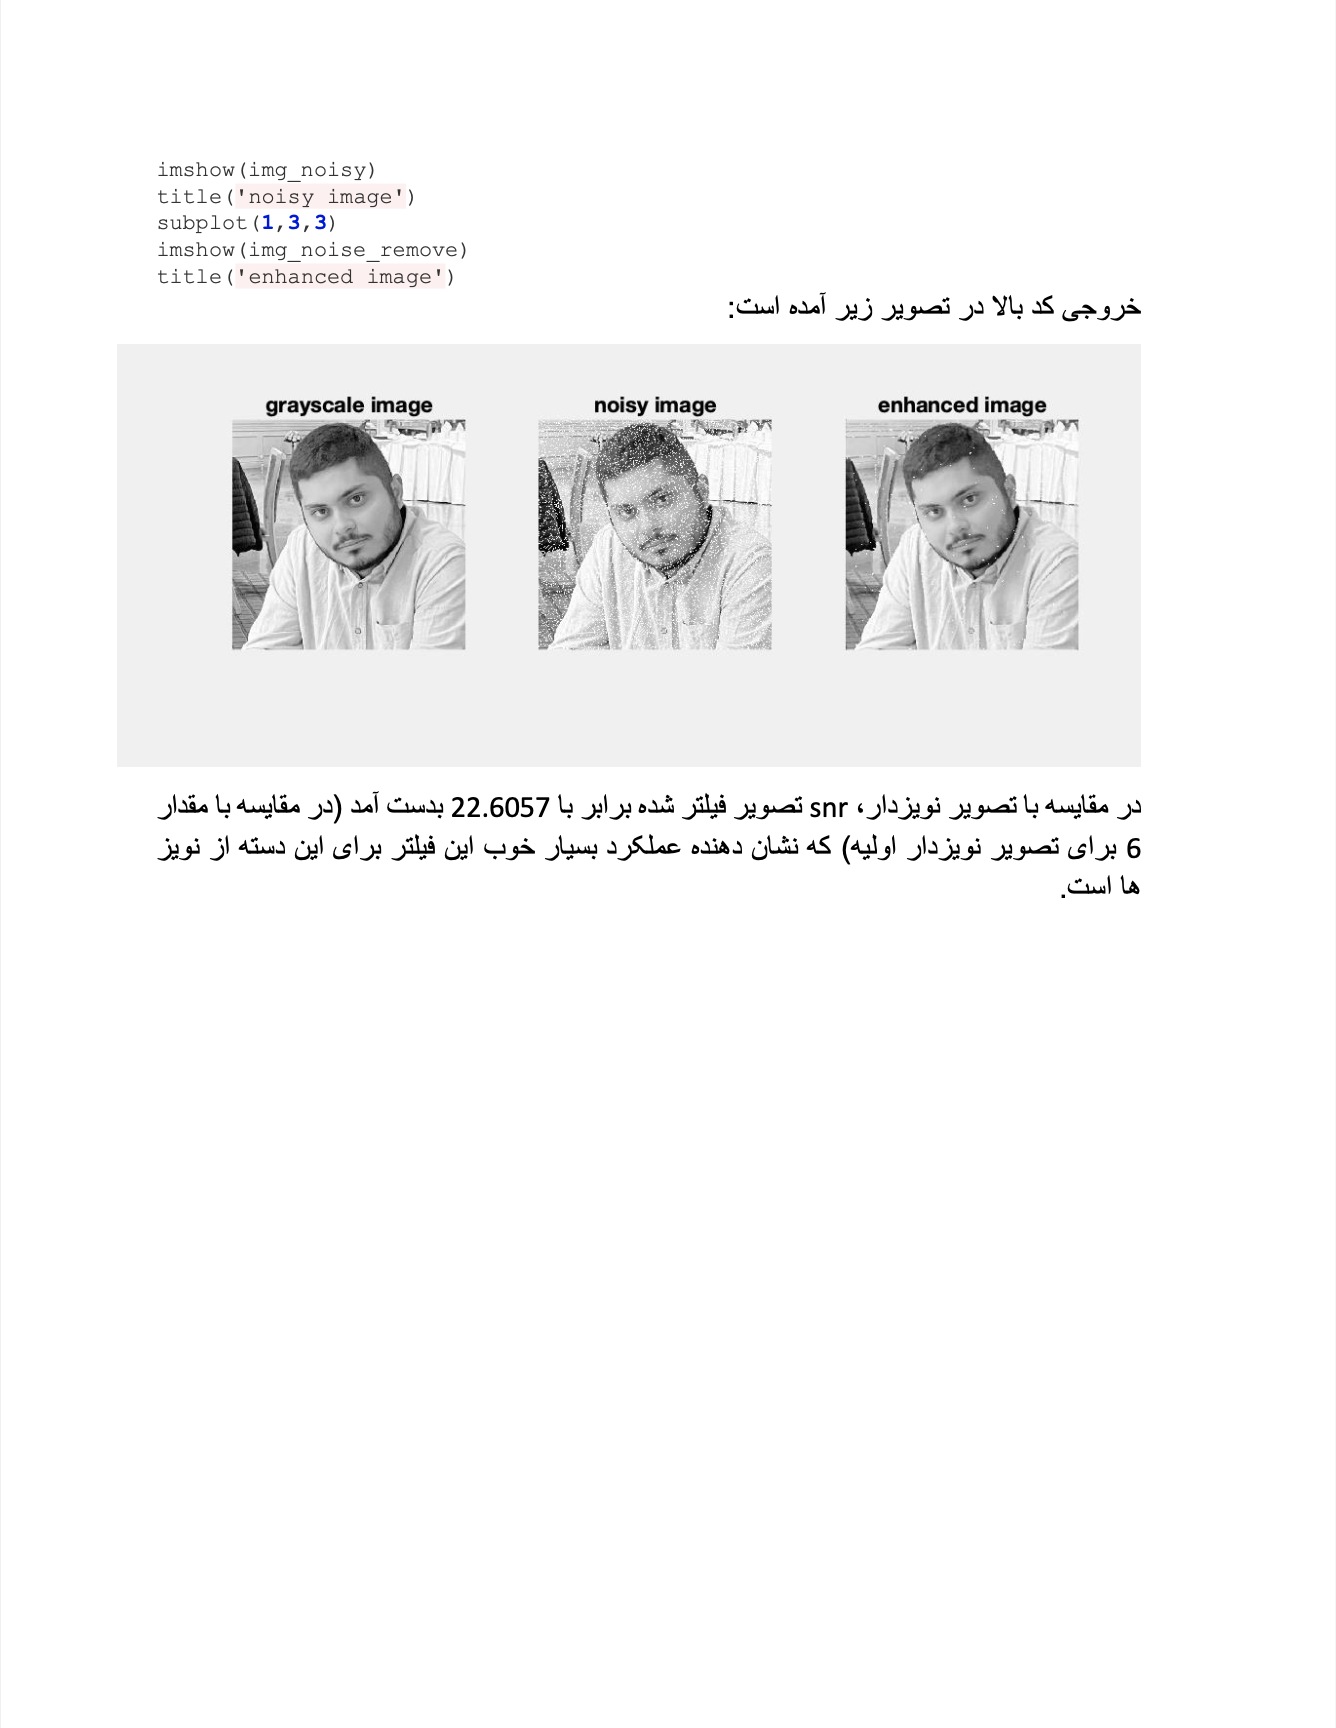 imshow(img_noisy)
title('noisy image')
subplot(1,3,3)
imshow(img_noise_remove)
title('enhanced image')
خروجی کد بالا در تصویر زیر آمده است:
grayscale image
noisy image
enhanced image
در مقایسه با تصویر نویزدار، snr تصویر فیلتر شده برابر با 22.6057 بدست آمد (در مقایسه با مقدار
6 برای تصویر نویزدار اولیه) که نشان دهنده عملکرد بسیار خوب این فیلتر برای این دسته از نویز
ها است.